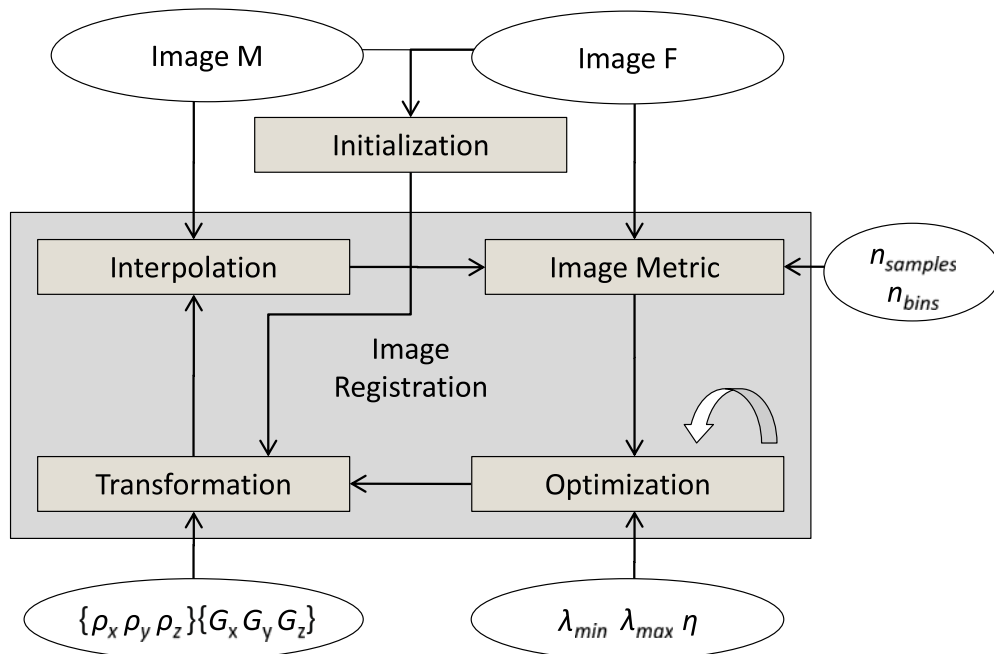 Image M
Image F
Initialization
Interpolation
Image Metric
n_samples
n_bins
Image
Registration
Transformation
Optimization
{ρ_x ρ_y ρ_z}{G_x G_y G_z}
λ_min λ_max η